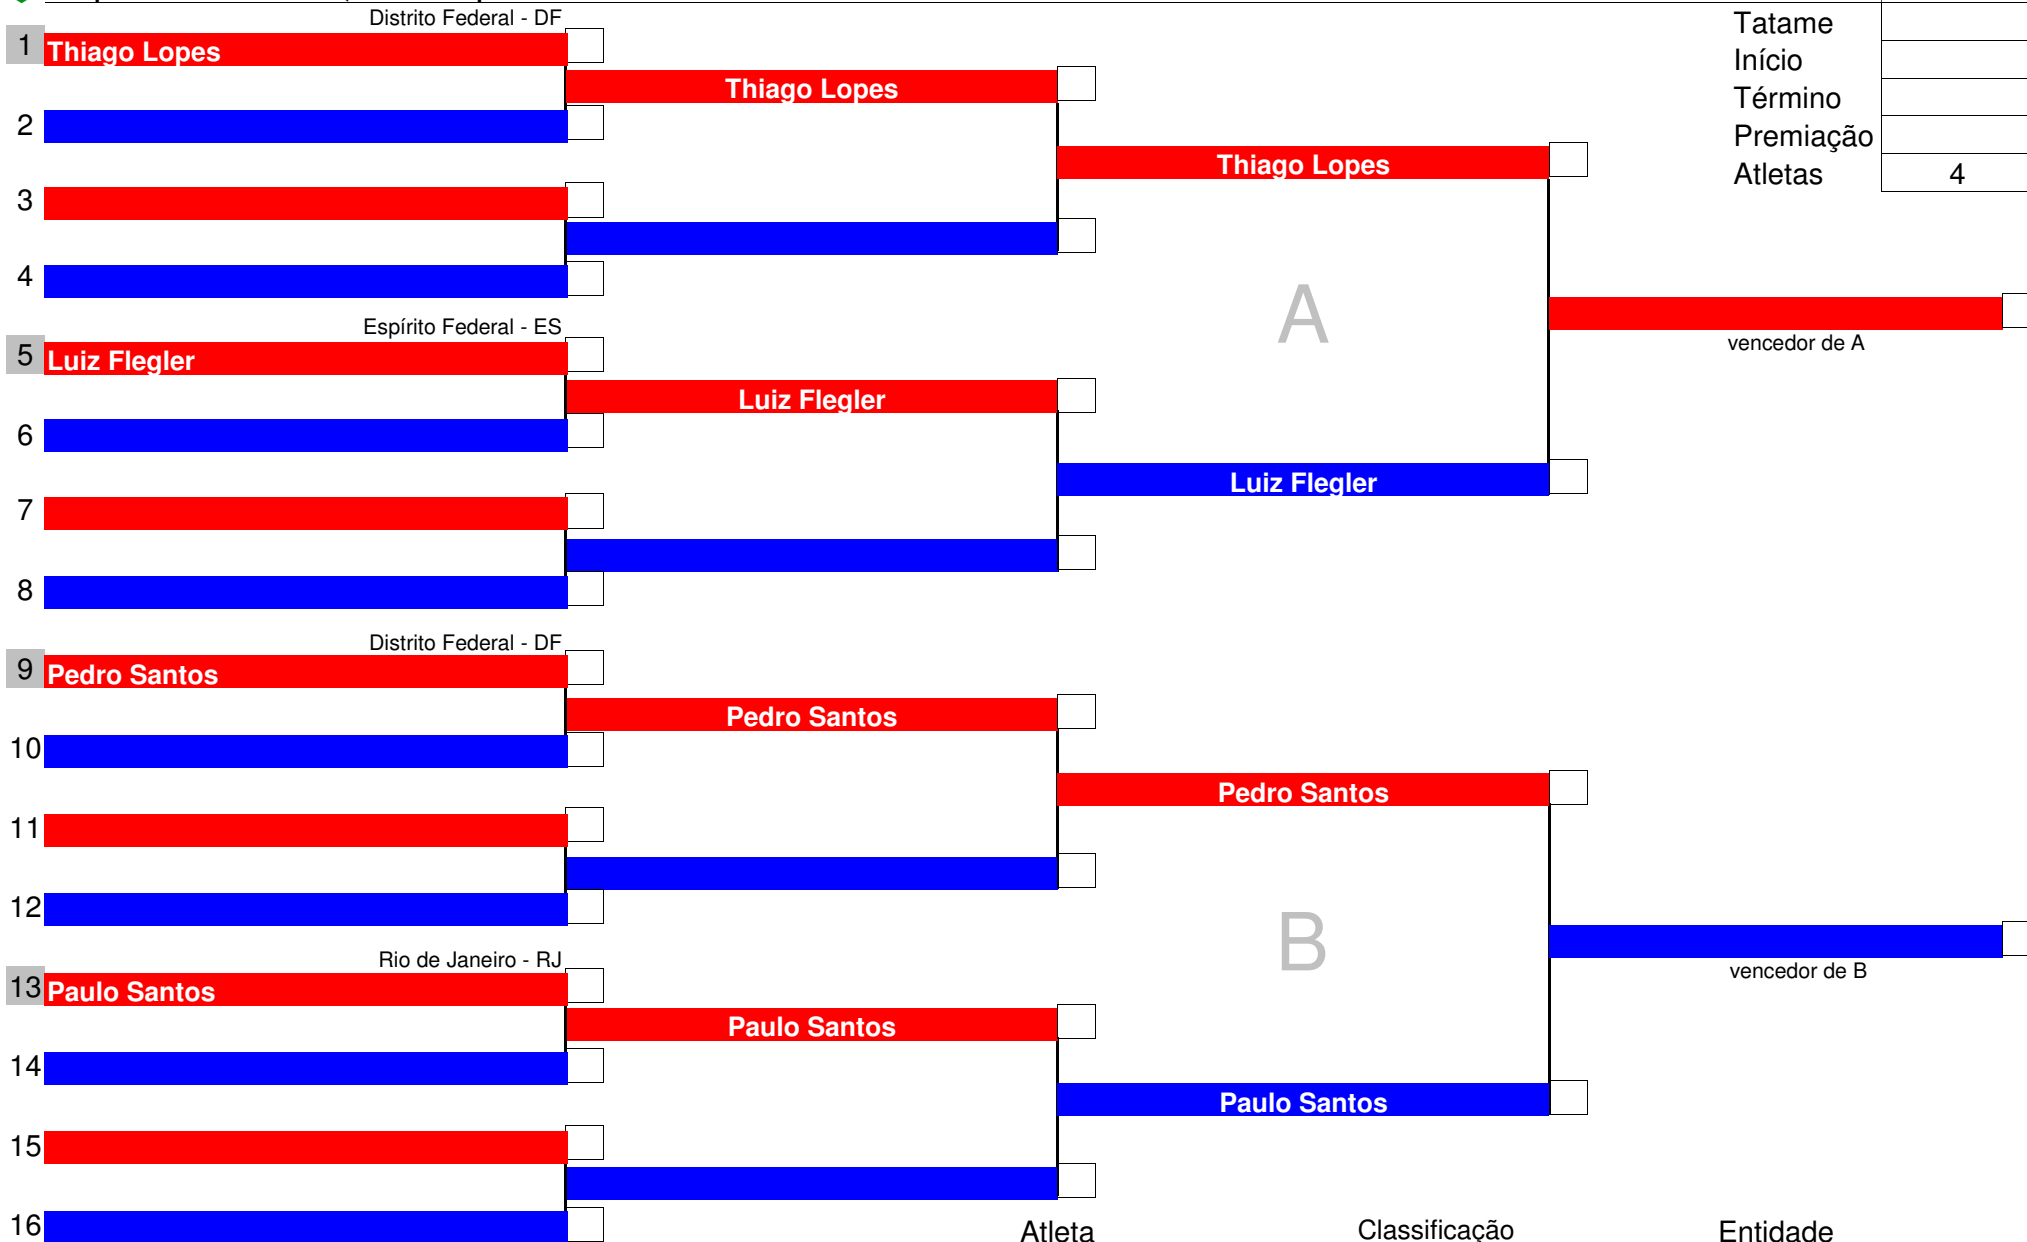 Distrito Federal - DF
Tatame
1 Thiago Lopes
Início
Thiago Lopes
Término
2
Premiação
Thiago Lopes
Atletas 4
3
4
A
Espírito Federal - ES
vencedor de A
5 Luiz Flegler
Luiz Flegler
6
Luiz Flegler
7
8
Distrito Federal - DF
9 Pedro Santos
Pedro Santos
10
Pedro Santos
11
12
B
Rio de Janeiro - RJ
vencedor de B
13 Paulo Santos
Paulo Santos
14
Paulo Santos
15
16
Atleta Classificação Entidade